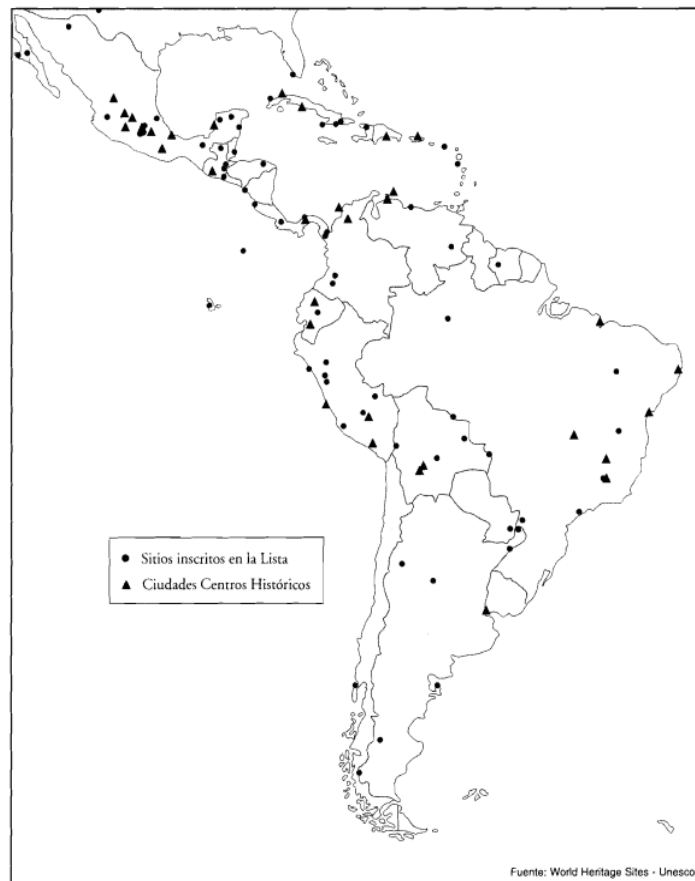 Sitios inscritos en la Lista
Ciudades Centros Históricos
Fuente: World Heritage Sites - Unesco